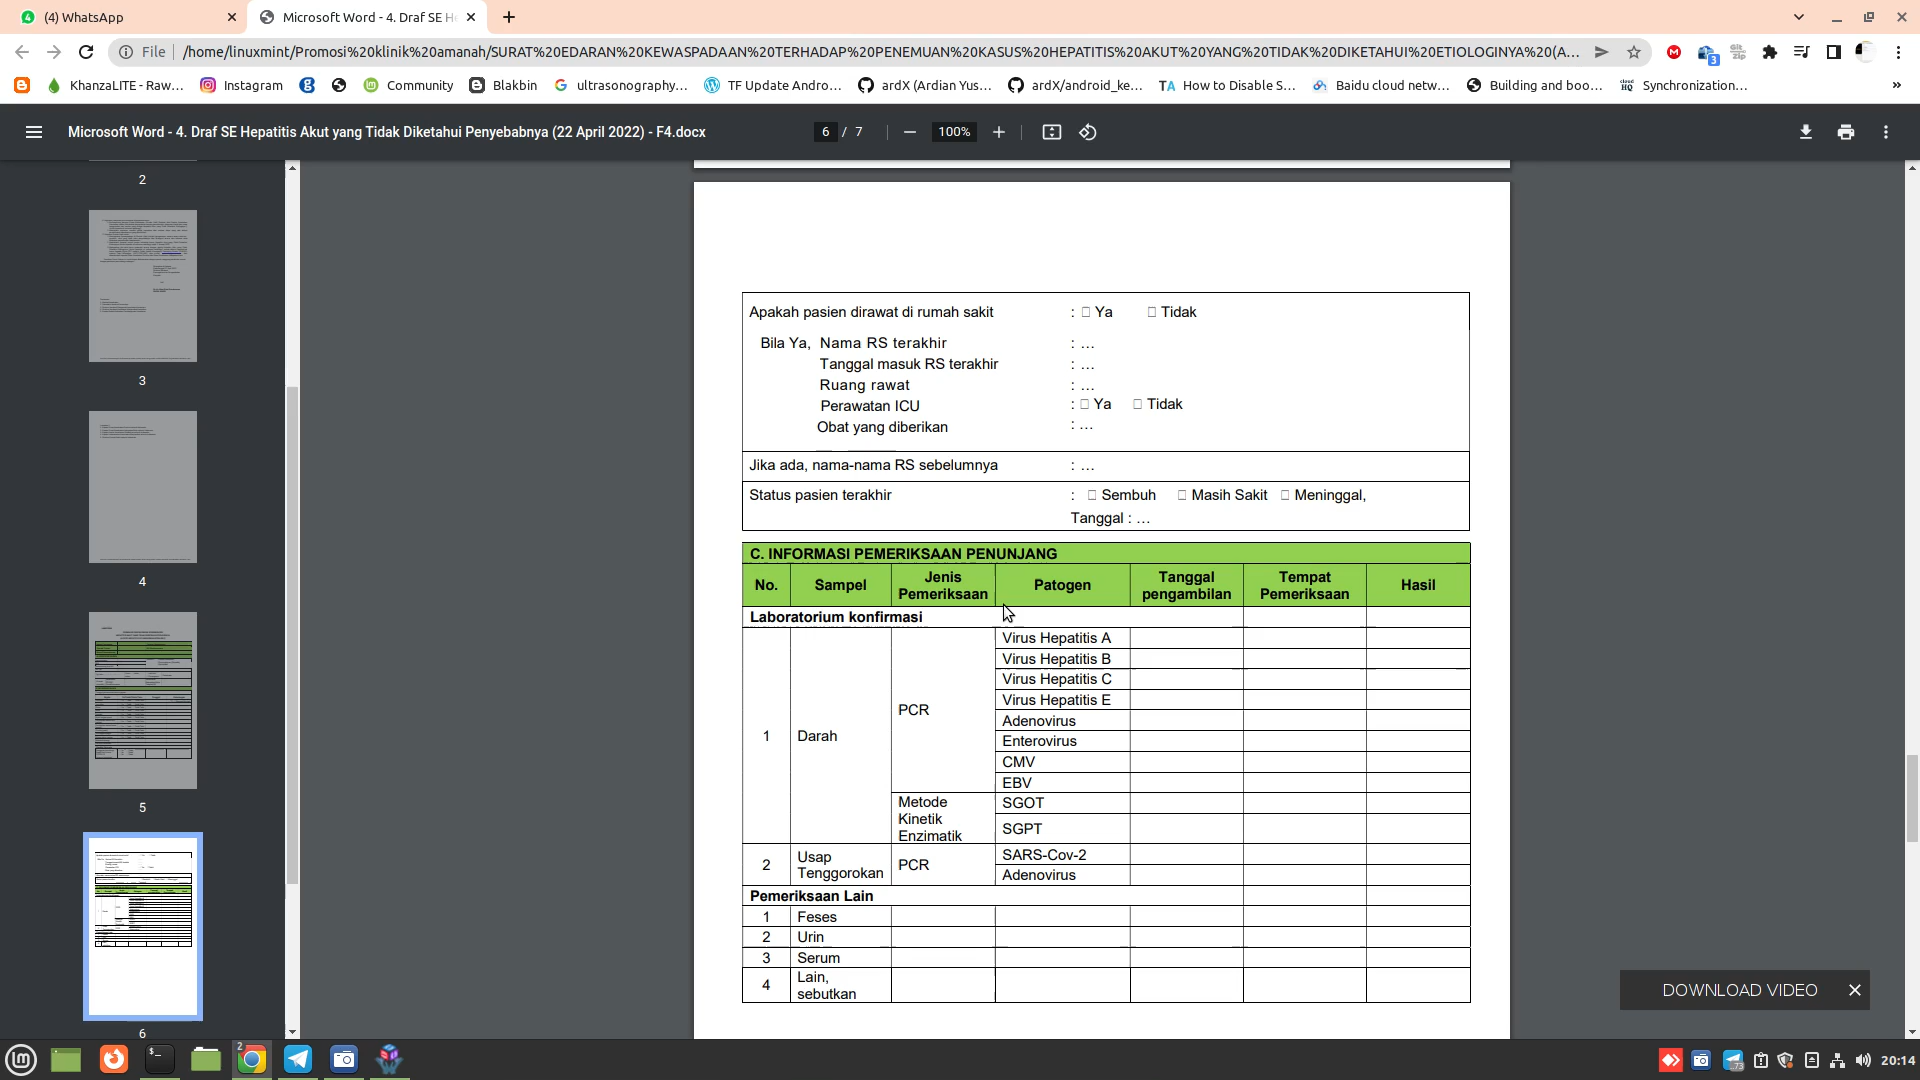 (4) WhatsApp
Microsoft Word - 4. Draf SE H
File
/home/linuxmint/Promosi%20klinik%20amanah/SURAT%20EDARAN%20KEWASPADAAN%20TERHADAP%20PENEMUAN%20KASUS%20HEPATITIS%20AKUT%20YANG%20TIDAK%20DIKETAHUI%20ETIOLOGINYA%20(A...
3
KhanzaLITE - Raw...
Instagram
Community
Blakbin
ultrasonography...
TF Update Andro...
ardX (Ardian Yus...
ardX/android_ke...
TA How to Disable S...
Baidu cloud netw...
Building and boo...
Synchronization...
Microsoft Word - 4. Draf SE Hepatitis Akut yang Tidak Diketahui Penyebabnya (22 April 2022) - F4.docx
6 / 7
100%
2
3
4
5
6
Apakah pasien dirawat di rumah sakit : □ Ya □ Tidak
Bila Ya, Nama RS terakhir : ...
Tanggal masuk RS terakhir : ...
Ruang rawat : ...
Perawatan ICU : □ Ya □ Tidak
Obat yang diberikan : ...
Jika ada, nama-nama RS sebelumnya : ...
Status pasien terakhir : □ Sembuh □ Masih Sakit □ Meninggal,
Tanggal : ...
C. INFORMASI PEMERIKSAAN PENUNJANG
No. Sampel Jenis Pemeriksaan Patogen Tanggal pengambilan Tempat Pemeriksaan Hasil
Laboratorium konfirmasi
1 Darah PCR Virus Hepatitis A
Virus Hepatitis B
Virus Hepatitis C
Virus Hepatitis E
Adenovirus
Enterovirus
CMV
EBV
Metode Kinetik Enzimatik SGOT
SGPT
2 Usap Tenggorokan PCR SARS-Cov-2
Adenovirus
Pemeriksaan Lain
1 Feses
2 Urin
3 Serum
4 Lain, sebutkan
DOWNLOAD VIDEO
2
73
20:14